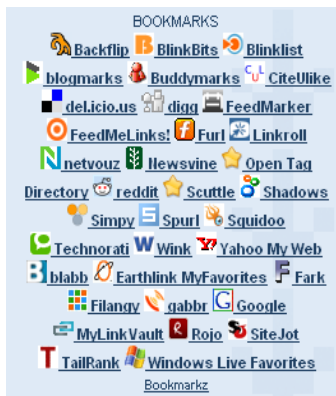 BOOKMARKS
Backflip BlinkBits Blinklist
blogmarks Buddymarks CiteUlike
del.icio.us digg FeedMarker
FeedMeLinks! Furl Linkroll
netvouz Newsvine Open Tag
Directory reddit Scuttle Shadows
Simpy Spurl Squidoo
Technorati Wink Yahoo My Web
blabb Earthlink MyFavorites Fark
Filangy gabbr Google
MyLinkVault Rojo SiteJot
TailRank Windows Live Favorites
Bookmarkz